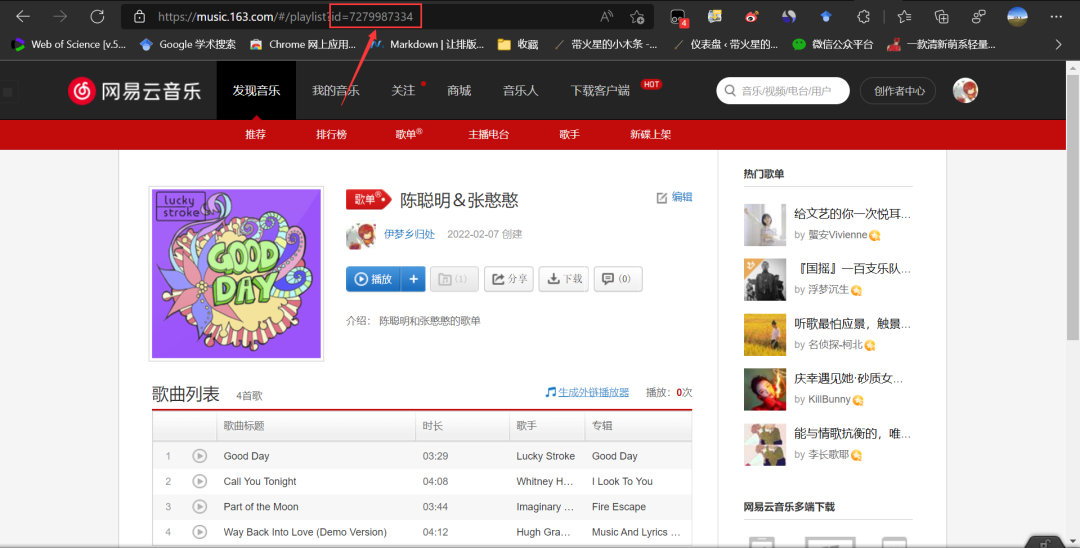 https://music.163.com/#/playlist?id=7279987334
4
Web of Science [v.5...
Google 学术搜索
Chrome 网上应用...
Markdown | 让排版...
收藏
带火星的小木条 -...
仪表盘 ‹ 带火星的...
微信公众平台
一款清新萌系轻量...
网易云音乐
发现音乐
我的音乐
关注
商城
音乐人
下载客户端
HOT
音乐/视频/电台/用户
创作者中心
推荐
排行榜
歌单®
主播电台
歌手
新碟上架
lucky stroke
GOOD DAY
歌单
陈聪明＆张憨憨
编辑
伊梦乡归处
2022-02-07 创建
播放
+
(1)
分享
下载
(0)
介绍： 陈聪明和张憨憨的歌单
歌曲列表
4首歌
生成外链播放器
播放：0次
歌曲标题 时长 歌手 专辑
1 Good Day 03:29 Lucky Stroke Good Day
2 Call You Tonight 04:08 Whitney H... I Look To You
3 Part of the Moon 03:44 Imaginary ... Fire Escape
4 Way Back Into Love (Demo Version) 04:12 Hugh Gra... Music And Lyrics ...
热门歌单
给文艺的你一次悦耳...
by 蟹安Vivienne
『国摇』一百支乐队...
by 浮梦沉生
听歌最怕应景，触景...
by 名侦探-柯北
庆幸遇见她·砂质女...
by KillBunny
能与情歌抗衡的，唯...
by 李长歌耶
网易云音乐多端下载